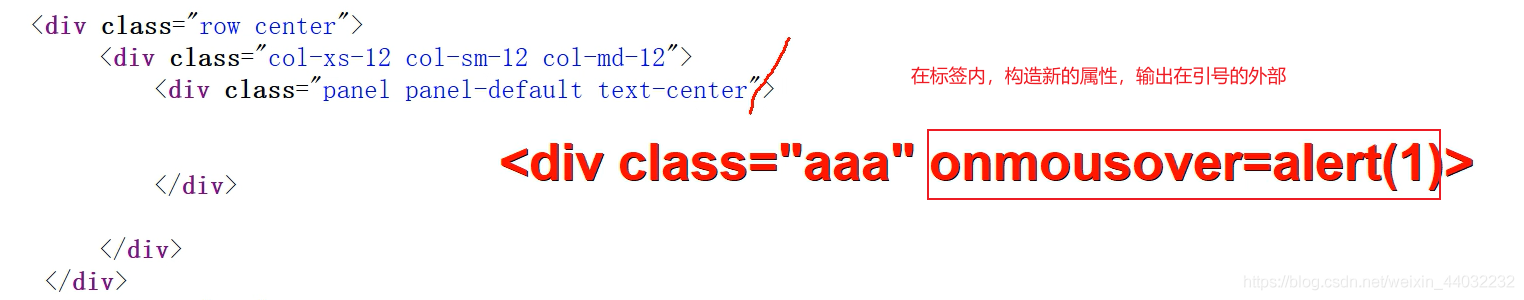 <div class="row center">
<div class="col-xs-12 col-sm-12 col-md-12">
<div class="panel panel-default text-center">
在标签内，构造新的属性，输出在引号的外部
<div class="aaa" onmousover=alert(1)>
</div>
</div>
</div>
https://blog.csdn.net/weixin_44032232